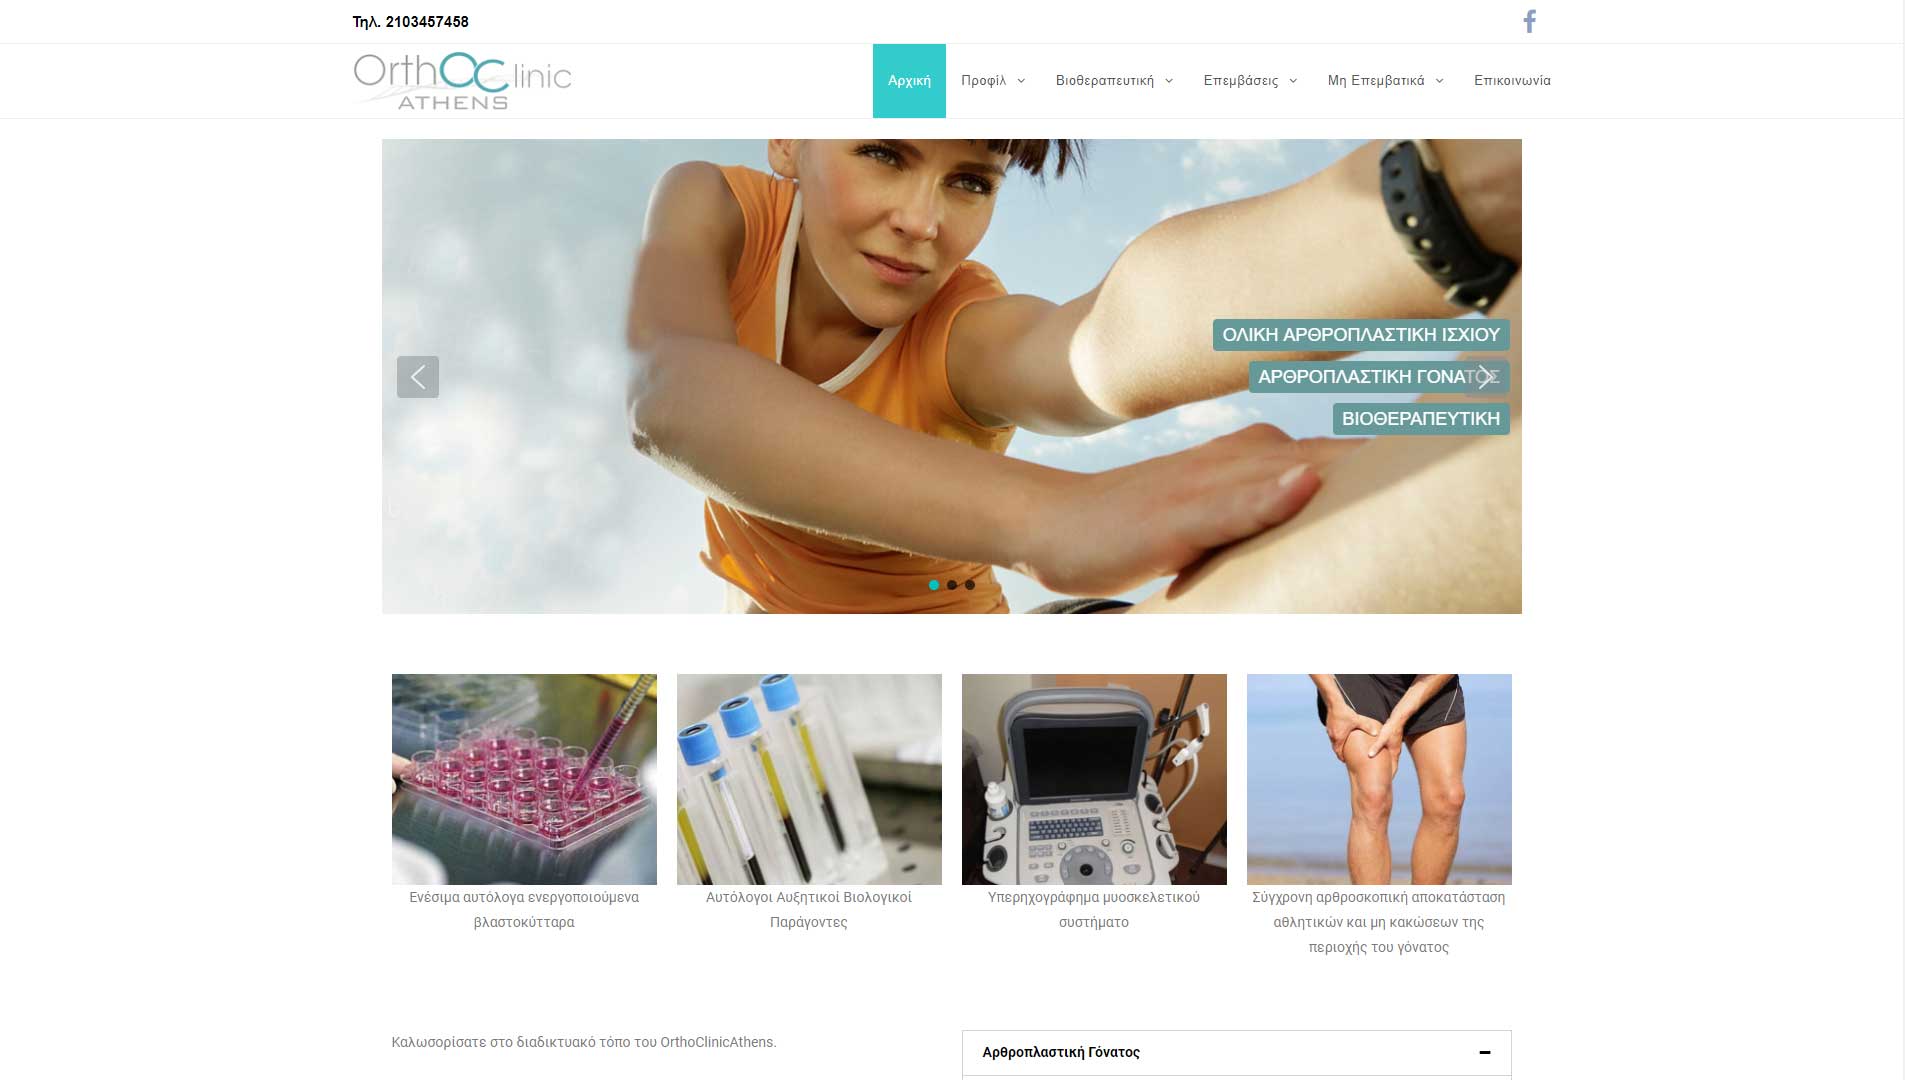 Τηλ. 2103457458
OrthOClinic
ATHENS
Αρχική
Προφίλ
Βιοθεραπευτική
Επεμβάσεις
Μη Επεμβατικά
Επικοινωνία
ΟΛΙΚΗ ΑΡΘΡΟΠΛΑΣΤΙΚΗ ΙΣΧΙΟΥ
ΑΡΘΡΟΠΛΑΣΤΙΚΗ ΓΟΝΑΤΟΣ
ΒΙΟΘΕΡΑΠΕΥΤΙΚΗ
Ενέσιμα αυτόλογα ενεργοποιούμενα
βλαστοκύτταρα
Αυτόλογοι Αυξητικοί Βιολογικοί
Παράγοντες
Υπερηχογράφημα μυοσκελετικού
συστήματο
Σύγχρονη αρθροσκοπική αποκατάσταση
αθλητικών και μη κακώσεων της
περιοχής του γόνατος
Καλωσορίσατε στο διαδικτυακό τόπο του OrthoClinicAthens.
Αρθροπλαστική Γόνατος